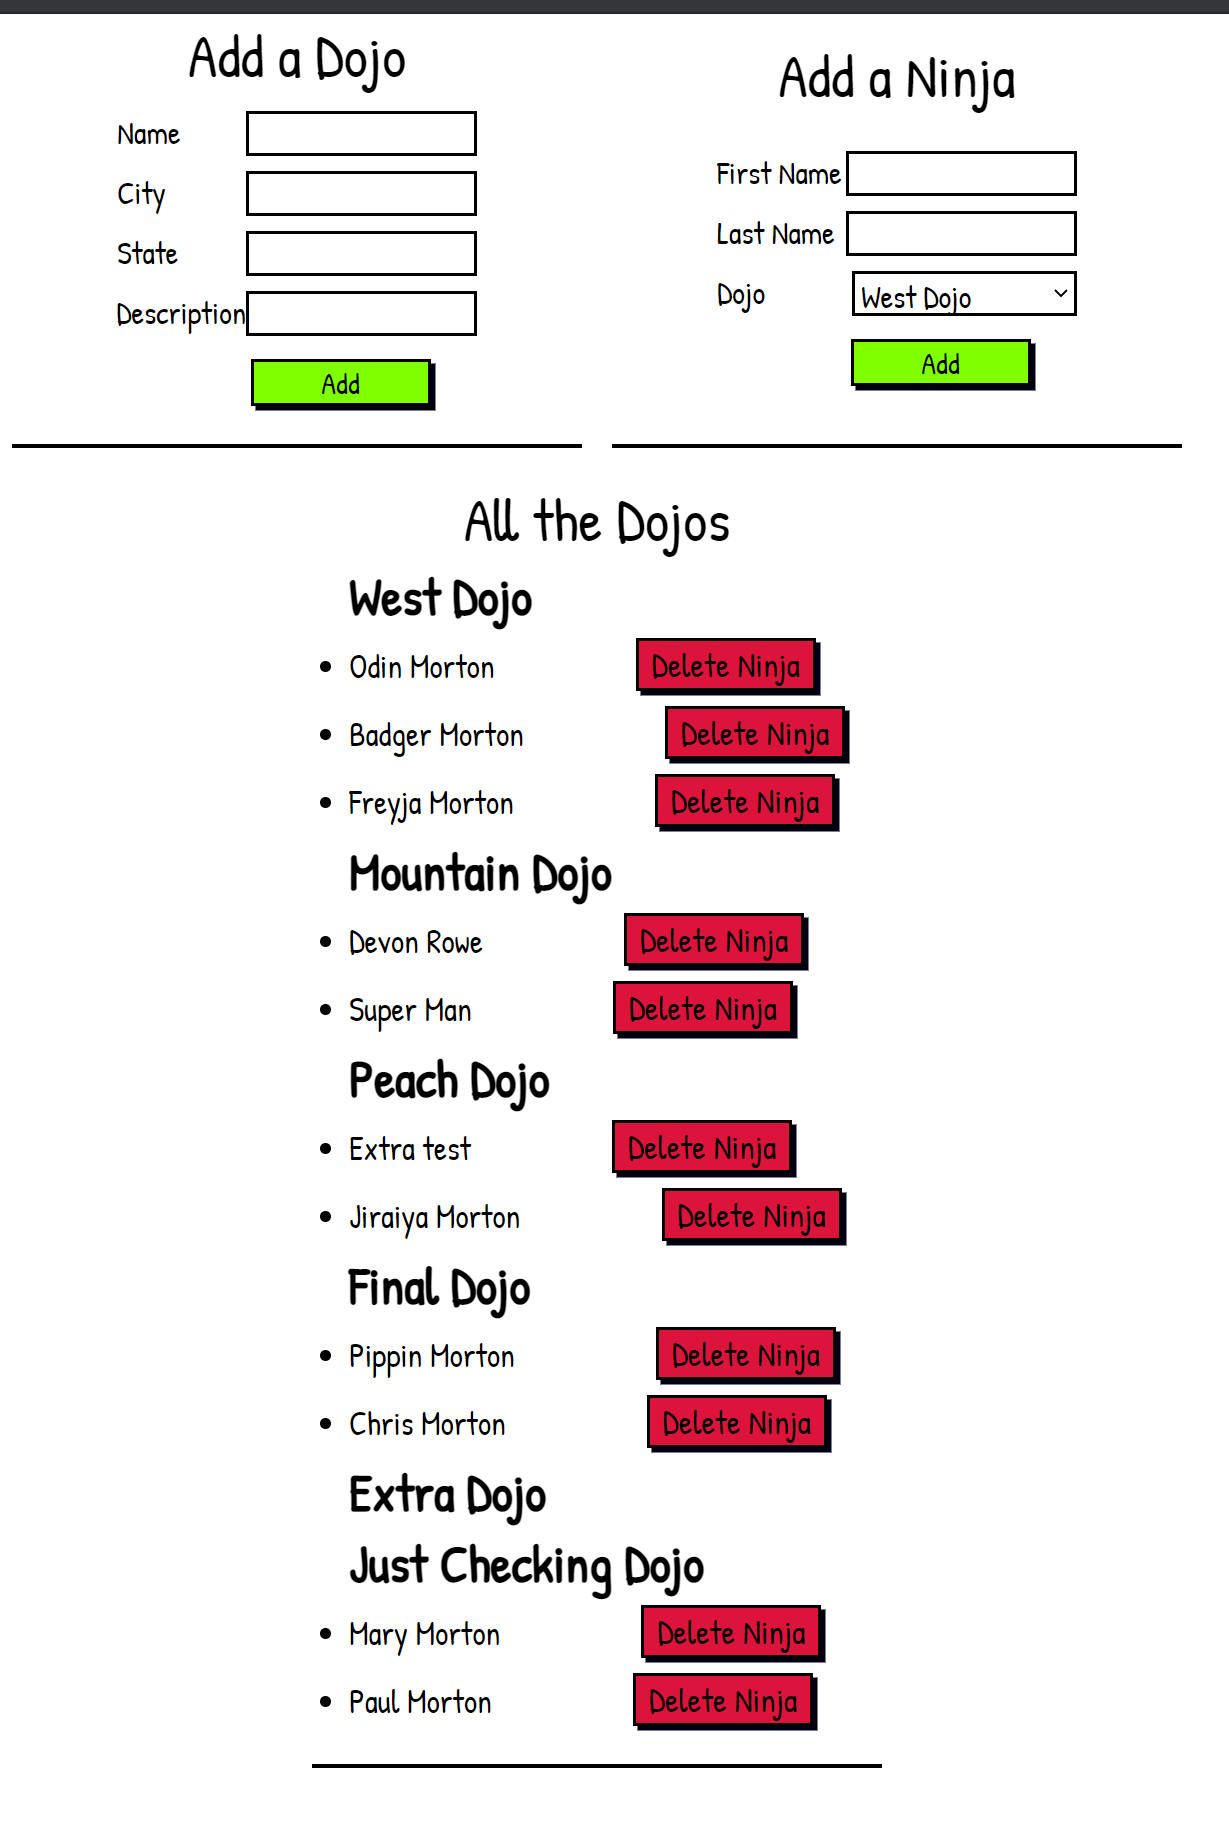 Add a Dojo
Name
City
State
Description
Add
Add a Ninja
First Name
Last Name
Dojo
West Dojo
Add
All the Dojos
West Dojo
Odin Morton Delete Ninja
Badger Morton Delete Ninja
Freyja Morton Delete Ninja
Mountain Dojo
Devon Rowe Delete Ninja
Super Man Delete Ninja
Peach Dojo
Extra test Delete Ninja
Jiraiya Morton Delete Ninja
Final Dojo
Pippin Morton Delete Ninja
Chris Morton Delete Ninja
Extra Dojo
Just Checking Dojo
Mary Morton Delete Ninja
Paul Morton Delete Ninja